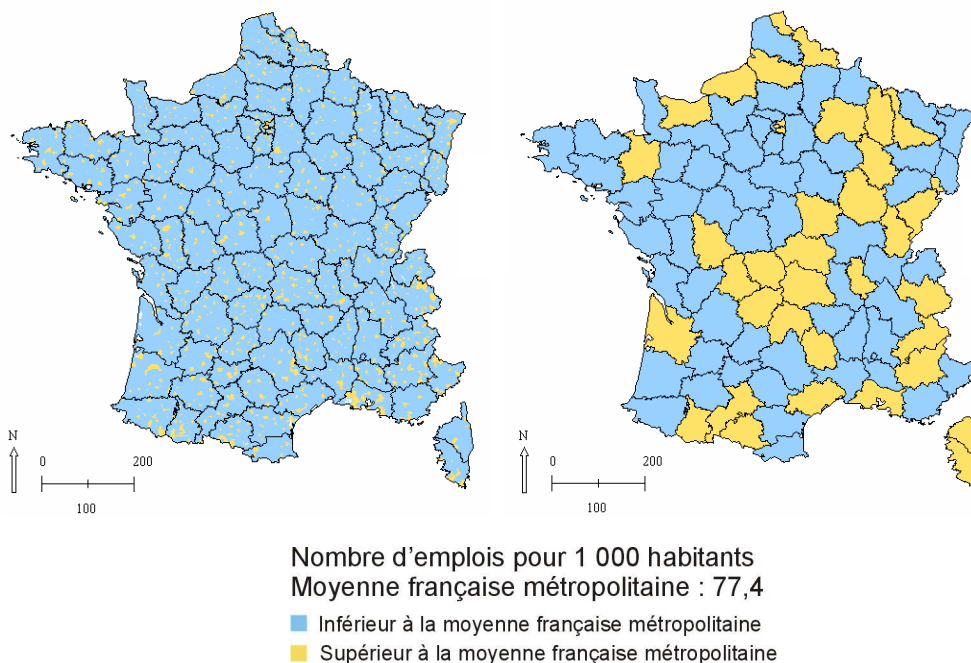 N
0 200
100
N
0 200
100
Nombre d'emplois pour 1 000 habitants
Moyenne française métropolitaine : 77,4
Inférieur à la moyenne française métropolitaine
Supérieur à la moyenne française métropolitaine